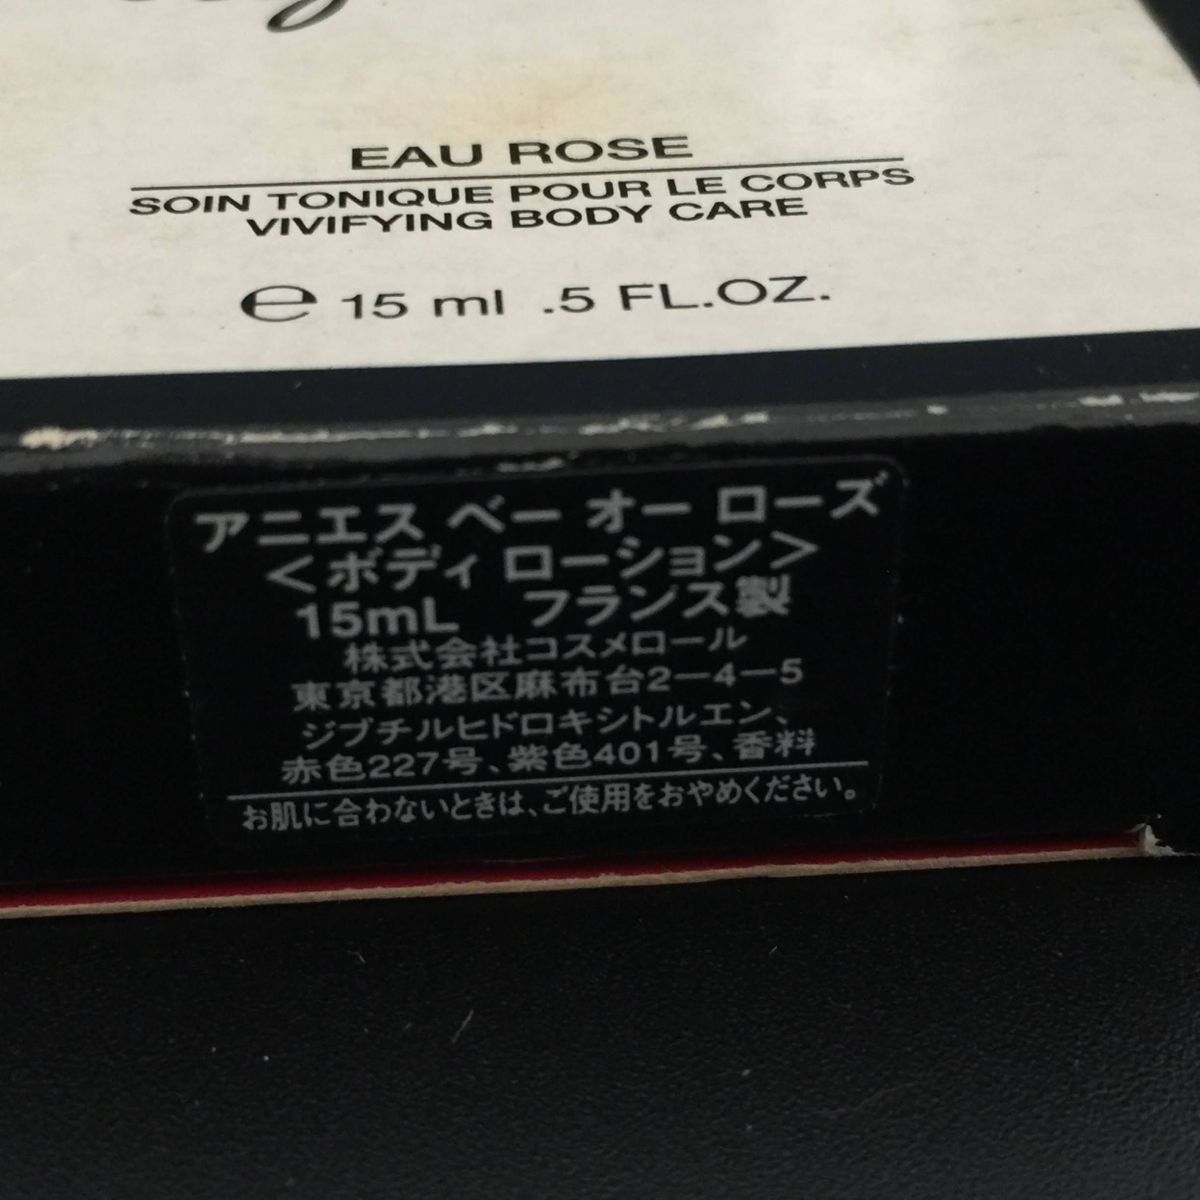 EAU ROSE
SOIN TONIQUE POUR LE CORPS
VIVIFYING BODY CARE
℮ 15 ml .5 FL.OZ.
アニエス ベー オー ローズ
<ボディ ローション>
15mL フランス製
株式会社コスメロール
東京都港区麻布台2-4-5
ジブチルヒドロキシトルエン、
赤色227号、紫色401号、香料
お肌に合わないときは、ご使用をおやめください。